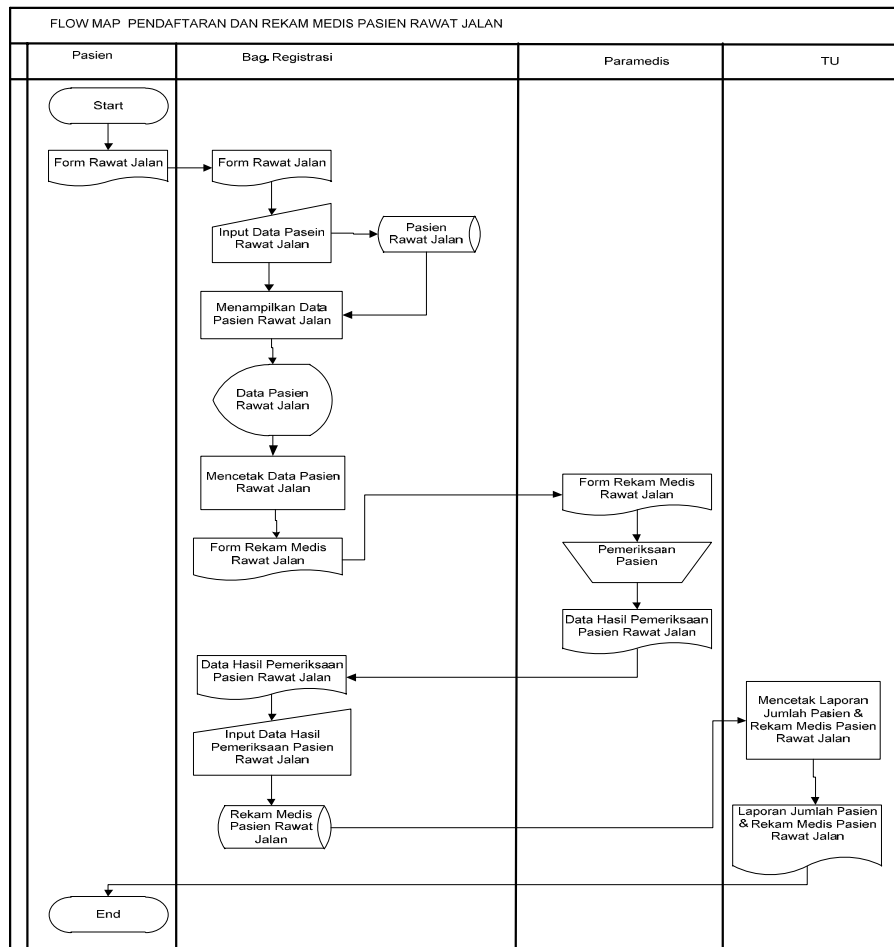 FLOW MAP PENDAFTARAN DAN REKAM MEDIS PASIEN RAWAT JALAN
Pasien
Bag. Registrasi
Paramedis
TU
Start
Form Rawat Jalan
Form Rawat Jalan
Input Data Pasein
Rawat Jalan
Pasien
Rawat Jalan
Menampilkan Data
Pasien Rawat Jalan
Data Pasien
Rawat Jalan
Mencetak Data Pasien
Rawat Jalan
Form Rekam Medis
Rawat Jalan
Form Rekam Medis
Rawat Jalan
Pemeriksaan
Pasien
Data Hasil Pemeriksaan
Pasien Rawat Jalan
Data Hasil Pemeriksaan
Pasien Rawat Jalan
Input Data Hasil
Pemeriksaan Pasien
Rawat Jalan
Rekam Medis
Pasien Rawat
Jalan
Mencetak Laporan
Jumlah Pasien &
Rekam Medis Pasien
Rawat Jalan
Laporan Jumlah Pasien
& Rekam Medis Pasien
Rawat Jalan
End